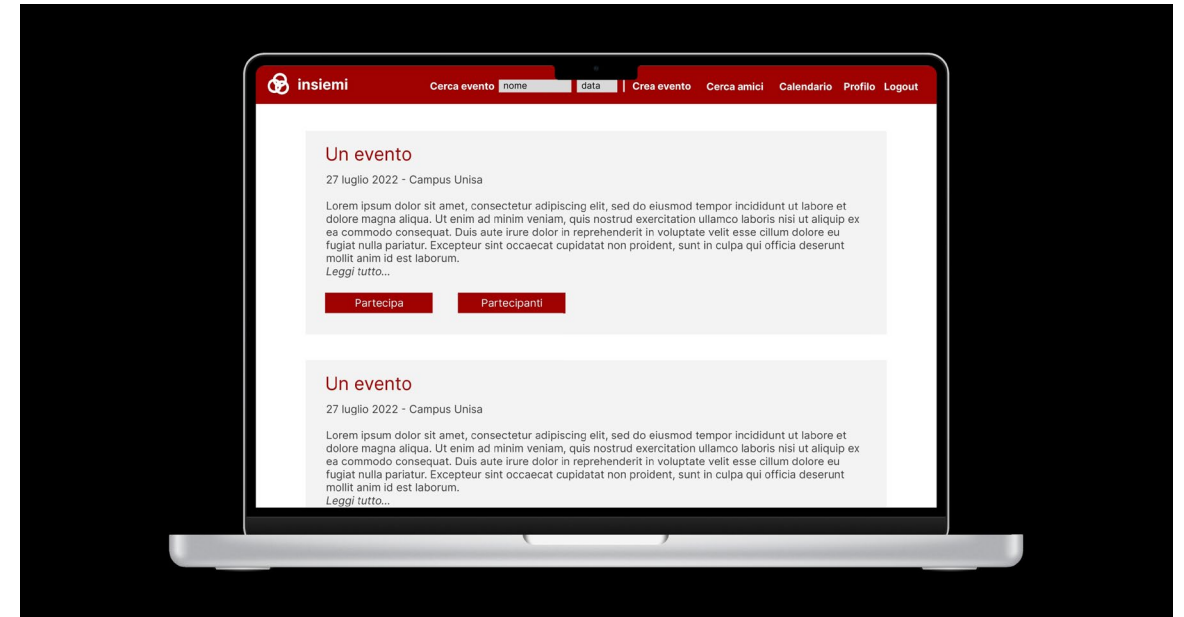 insiemi
Cerca evento nome data | Crea evento Cerca amici Calendario Profilo Logout
Un evento
27 luglio 2022 - Campus Unisa
Lorem ipsum dolor sit amet, consectetur adipiscing elit, sed do eiusmod tempor incididunt ut labore et
dolore magna aliqua. Ut enim ad minim veniam, quis nostrud exercitation ullamco laboris nisi ut aliquip ex
ea commodo consequat. Duis aute irure dolor in reprehenderit in voluptate velit esse cillum dolore eu
fugiat nulla pariatur. Excepteur sint occaecat cupidatat non proident, sunt in culpa qui officia deserunt
mollit anim id est laborum.
Leggi tutto...
Partecipa Partecipanti
Un evento
27 luglio 2022 - Campus Unisa
Lorem ipsum dolor sit amet, consectetur adipiscing elit, sed do eiusmod tempor incididunt ut labore et
dolore magna aliqua. Ut enim ad minim veniam, quis nostrud exercitation ullamco laboris nisi ut aliquip ex
ea commodo consequat. Duis aute irure dolor in reprehenderit in voluptate velit esse cillum dolore eu
fugiat nulla pariatur. Excepteur sint occaecat cupidatat non proident, sunt in culpa qui officia deserunt
mollit anim id est laborum.
Leggi tutto...